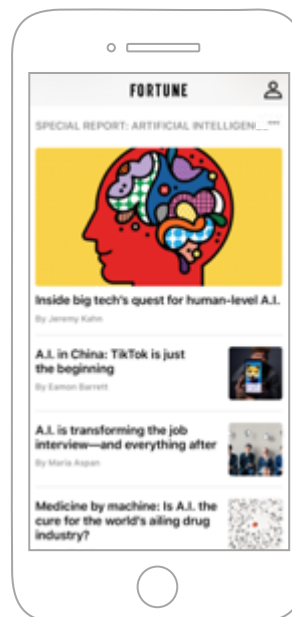 FORTUNE
SPECIAL REPORT: ARTIFICIAL INTELLIGEN...
Inside big tech's quest for human-level A.I.
By Jeremy Kahn
A.I. in China: TikTok is just
the beginning
By Eamon Barrett
A.I. is transforming the job
interview—and everything after
By Maria Aspan
Medicine by machine: Is A.I. the
cure for the world's ailing drug
industry?